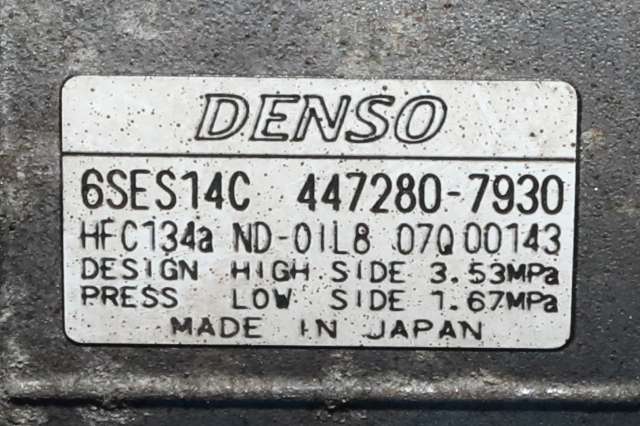 DENSO
6SES14C 447280-7930
HFC134a ND-OIL8 07Q00143
DESIGN HIGH SIDE 3.53MPa
PRESS LOW SIDE 1.67MPa
MADE IN JAPAN